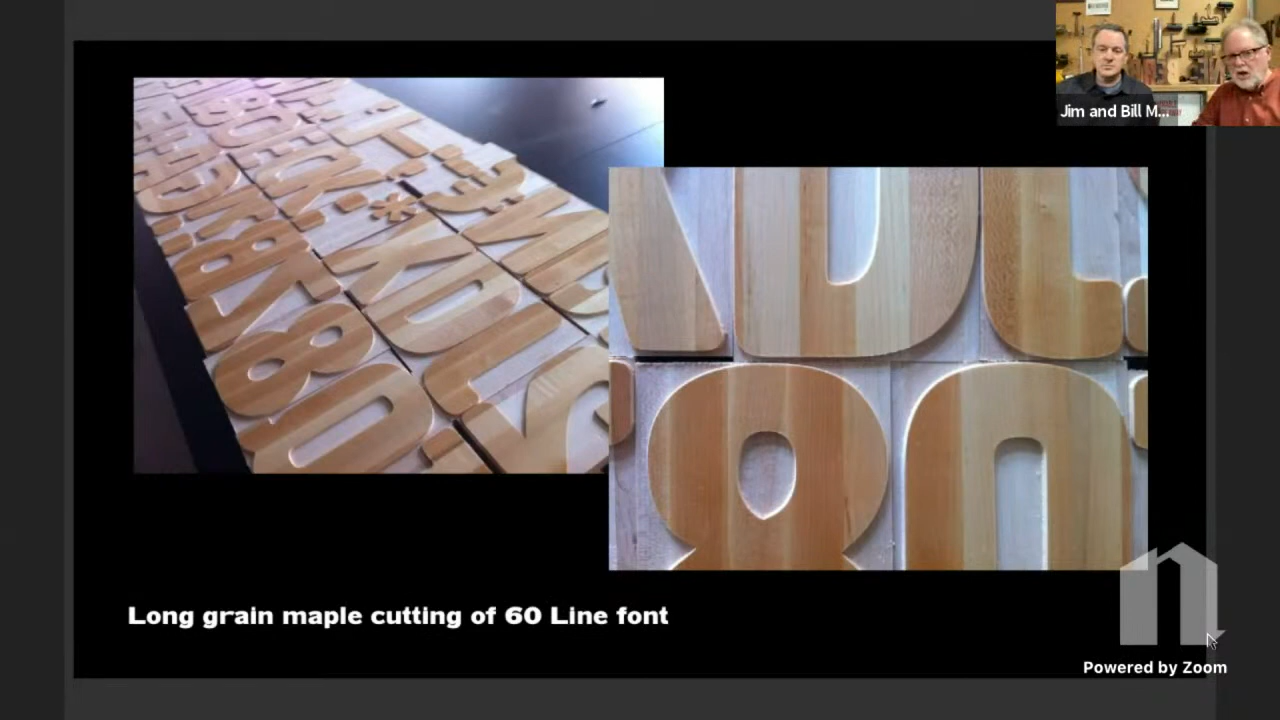 Jim and Bill M...
Long grain maple cutting of 60 Line font
Powered by Zoom